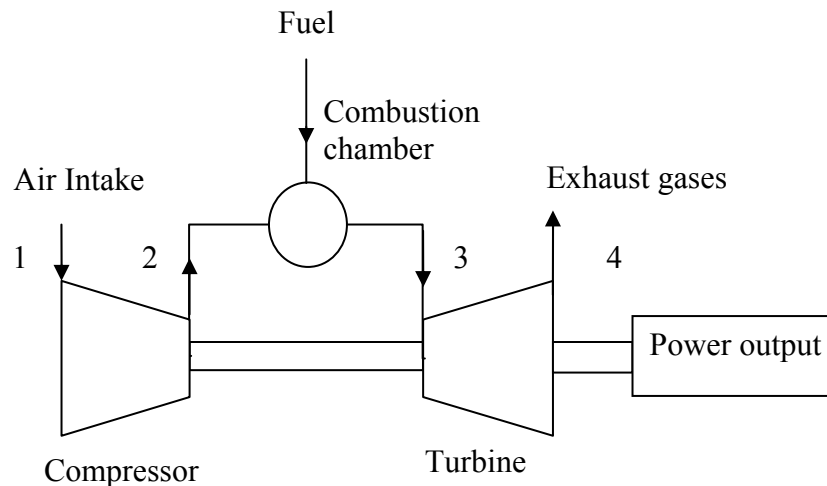 Fuel
Combustion
chamber
Air Intake
Exhaust gases
1
2
3
4
Power output
Compressor
Turbine